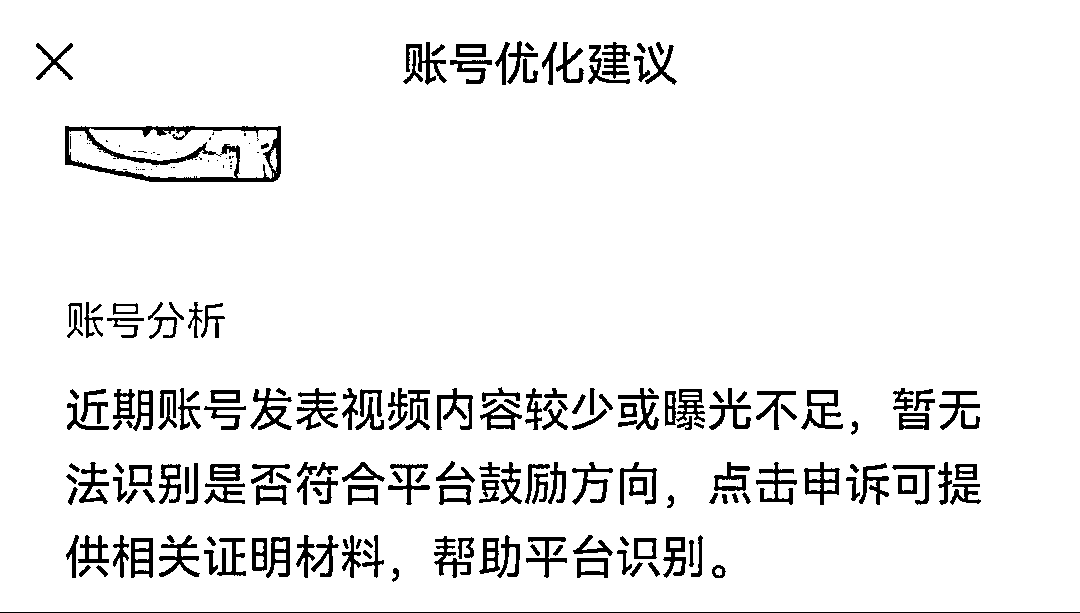 账号优化建议
账号分析
近期账号发表视频内容较少或曝光不足，暂无
法识别是否符合平台鼓励方向，点击申诉可提
供相关证明材料，帮助平台识别。